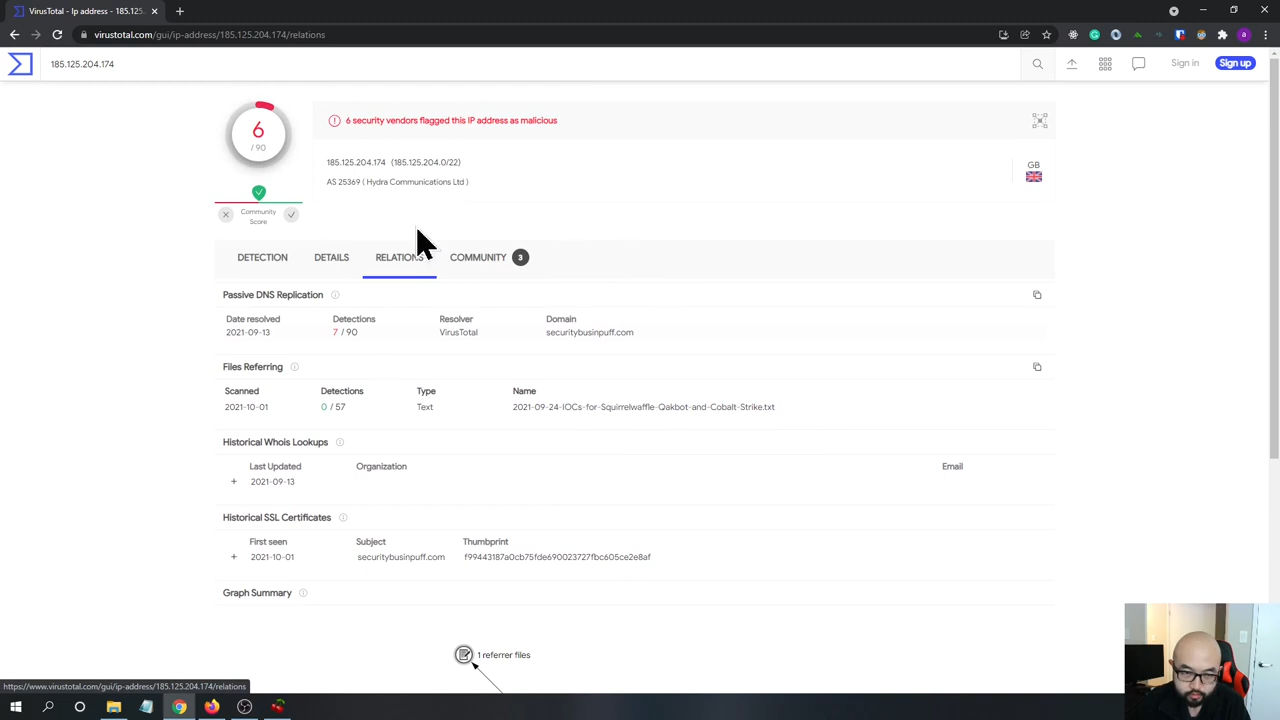 VirusTotal - 185.125.
virustotal.com/gui/ip-address/185.125.204.174/relations
185.125.204.174
Sign in
Sign up
6
/ 90
6 security vendors flagged this IP address as malicious
185.125.204.174 (185.125.204.0/22)
AS 25369 ( Hydra Communications Ltd )
GB
Community
Score
DETECTION
DETAILS
RELATIONS
COMMUNITY
3
Passive DNS Replication
Date resolved
Detections
Resolver
Domain
2021-09-13
7 / 90
VirusTotal
securitybusinpuff.com
Files Referring
Scanned
Detections
Type
Name
2021-10-01
0 / 57
Text
2021-09-24-IOCs-for-Squirrelwaffle-Qakbot-and-Cobalt-Strike.txt
Historical Whois Lookups
Last Updated
Organization
Email
+ 2021-09-13
Historical SSL Certificates
First seen
Subject
Thumbprint
+ 2021-10-01
securitybusinpuff.com
f99443187a0cb75fde690023727fbc605ce2e8af
Graph Summary
1 referrer files
https://www.virustotal.com/gui/ip-address/185.125.204.174/relations